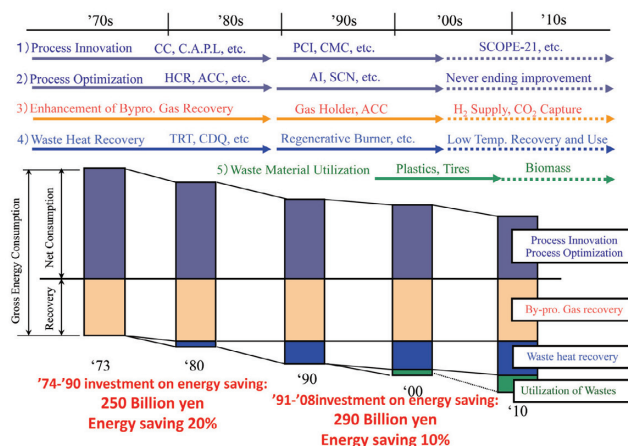 '70s '80s '90s '00s '10s
1) Process Innovation CC, C.A.P.L, etc. PCI, CMC, etc. SCOPE-21, etc.
2) Process Optimization HCR, ACC, etc. AI, SCN, etc. Never ending improvement
3) Enhancement of Bypro. Gas Recovery Gas Holder, ACC H₂ Supply, CO₂ Capture
4) Waste Heat Recovery TRT, CDQ, etc. Regenerative Burner, etc. Low Temp. Recovery and Use
5) Waste Material Utilization Plastics, Tires Biomass
Gross Energy Consumption
Net Consumption
Recovery
Process Innovation
Process Optimization
By-pro. Gas recovery
Waste heat recovery
Utilization of Wastes
'73 '80 '90 '00 '10
'74-'90 investment on energy saving:
250 Billion yen
Energy saving 20%
'91-'08investment on energy saving:
290 Billion yen
Energy saving 10%